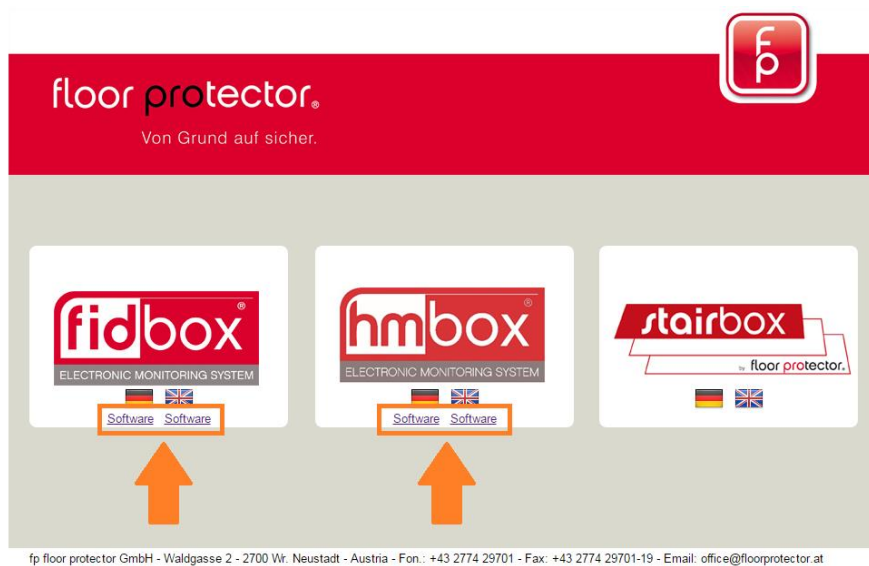 fp
floor protector®
Von Grund auf sicher.
fidbox®
ELECTRONIC MONITORING SYSTEM
Software Software
hmbox®
ELECTRONIC MONITORING SYSTEM
Software Software
stairbox
by floor protector®
fp floor protector GmbH - Waldgasse 2 - 2700 Wr. Neustadt - Austria - Fon.: +43 2774 29701 - Fax: +43 2774 29701-19 - Email: office@floorprotector.at